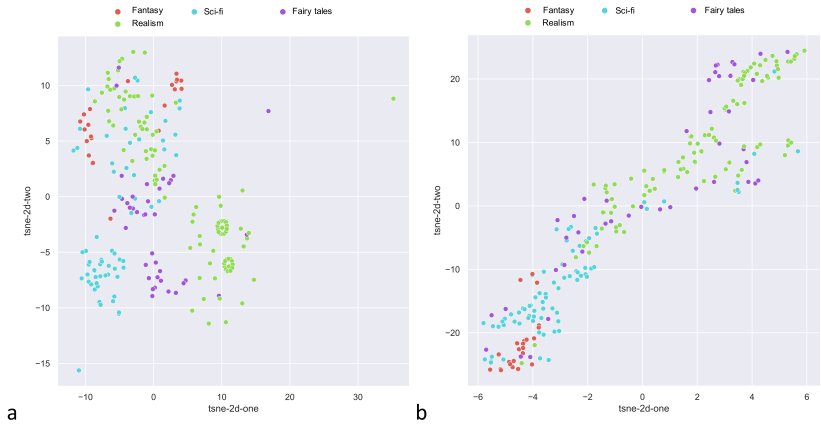 Fantasy Sci-fi Fairy tales
Realism
10
5
0
−5
−10
−15
tsne-2d-two
−10 0 10 20 30
tsne-2d-one
a
Fantasy Sci-fi Fairy tales
Realism
20
10
0
−10
−20
tsne-2d-two
−6 −4 −2 0 2 4 6
tsne-2d-one
b